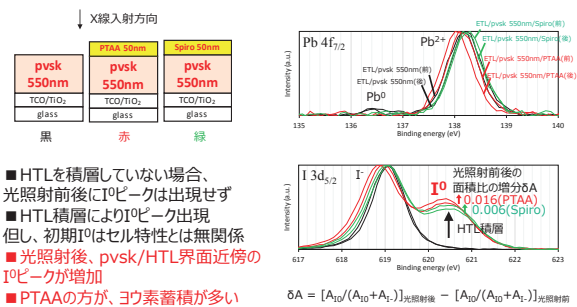 X線入射方向
PTAA 50nm
Spiro 50nm
pvsk
550nm
pvsk
550nm
pvsk
550nm
TCO/TiO₂
TCO/TiO₂
TCO/TiO₂
glass
glass
glass
黒
赤
緑
■HTLを積層していない場合、
光照射前後にI⁰ピークは出現せず
■HTL積層によりI⁰ピーク出現
但し、初期I⁰はセル特性とは無関係
■光照射後、pvsk/HTL界面近傍の
I⁰ピークが増加
■PTAAの方が、ヨウ素蓄積が多い
Pb 4f₇/₂
Pb²⁺
Pb⁰
ETL/pvsk 550nm/Spiro(前)
ETL/pvsk 550nm/Spiro(後)
ETL/pvsk 550nm(前)
ETL/pvsk 550nm(後)
ETL/pvsk 550nm/PTAA(前)
ETL/pvsk 550nm/PTAA(後)
Intensity (a.u.)
135 136 137 138 139 140
Binding energy (eV)
I 3d₅/₂
I⁻
I⁰
光照射前後の
面積比の増分δA
↑0.016(PTAA)
↑0.006(Spiro)
HTL積層
Intensity (a.u.)
617 618 619 620 621 622 623
Binding energy (eV)
δA = [A_I0/(A_I0+A_I-)]光照射後 − [A_I0/(A_I0+A_I-)]光照射前